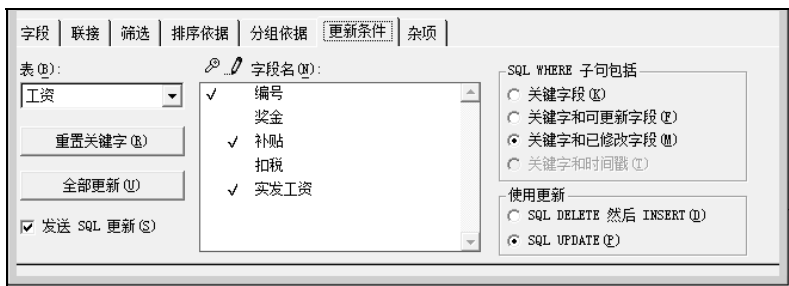 字段 联接 筛选 排序依据 分组依据 更新条件 杂项
表(B):
工资
重置关键字(R)
全部更新(U)
发送 SQL 更新(S)
字段名(N):
编号
奖金
补贴
扣税
实发工资
SQL WHERE 子句包括
关键字段(K)
关键字和可更新字段(F)
关键字和已修改字段(M)
关键字和时间戳(T)
使用更新
SQL DELETE 然后 INSERT(D)
SQL UPDATE(P)